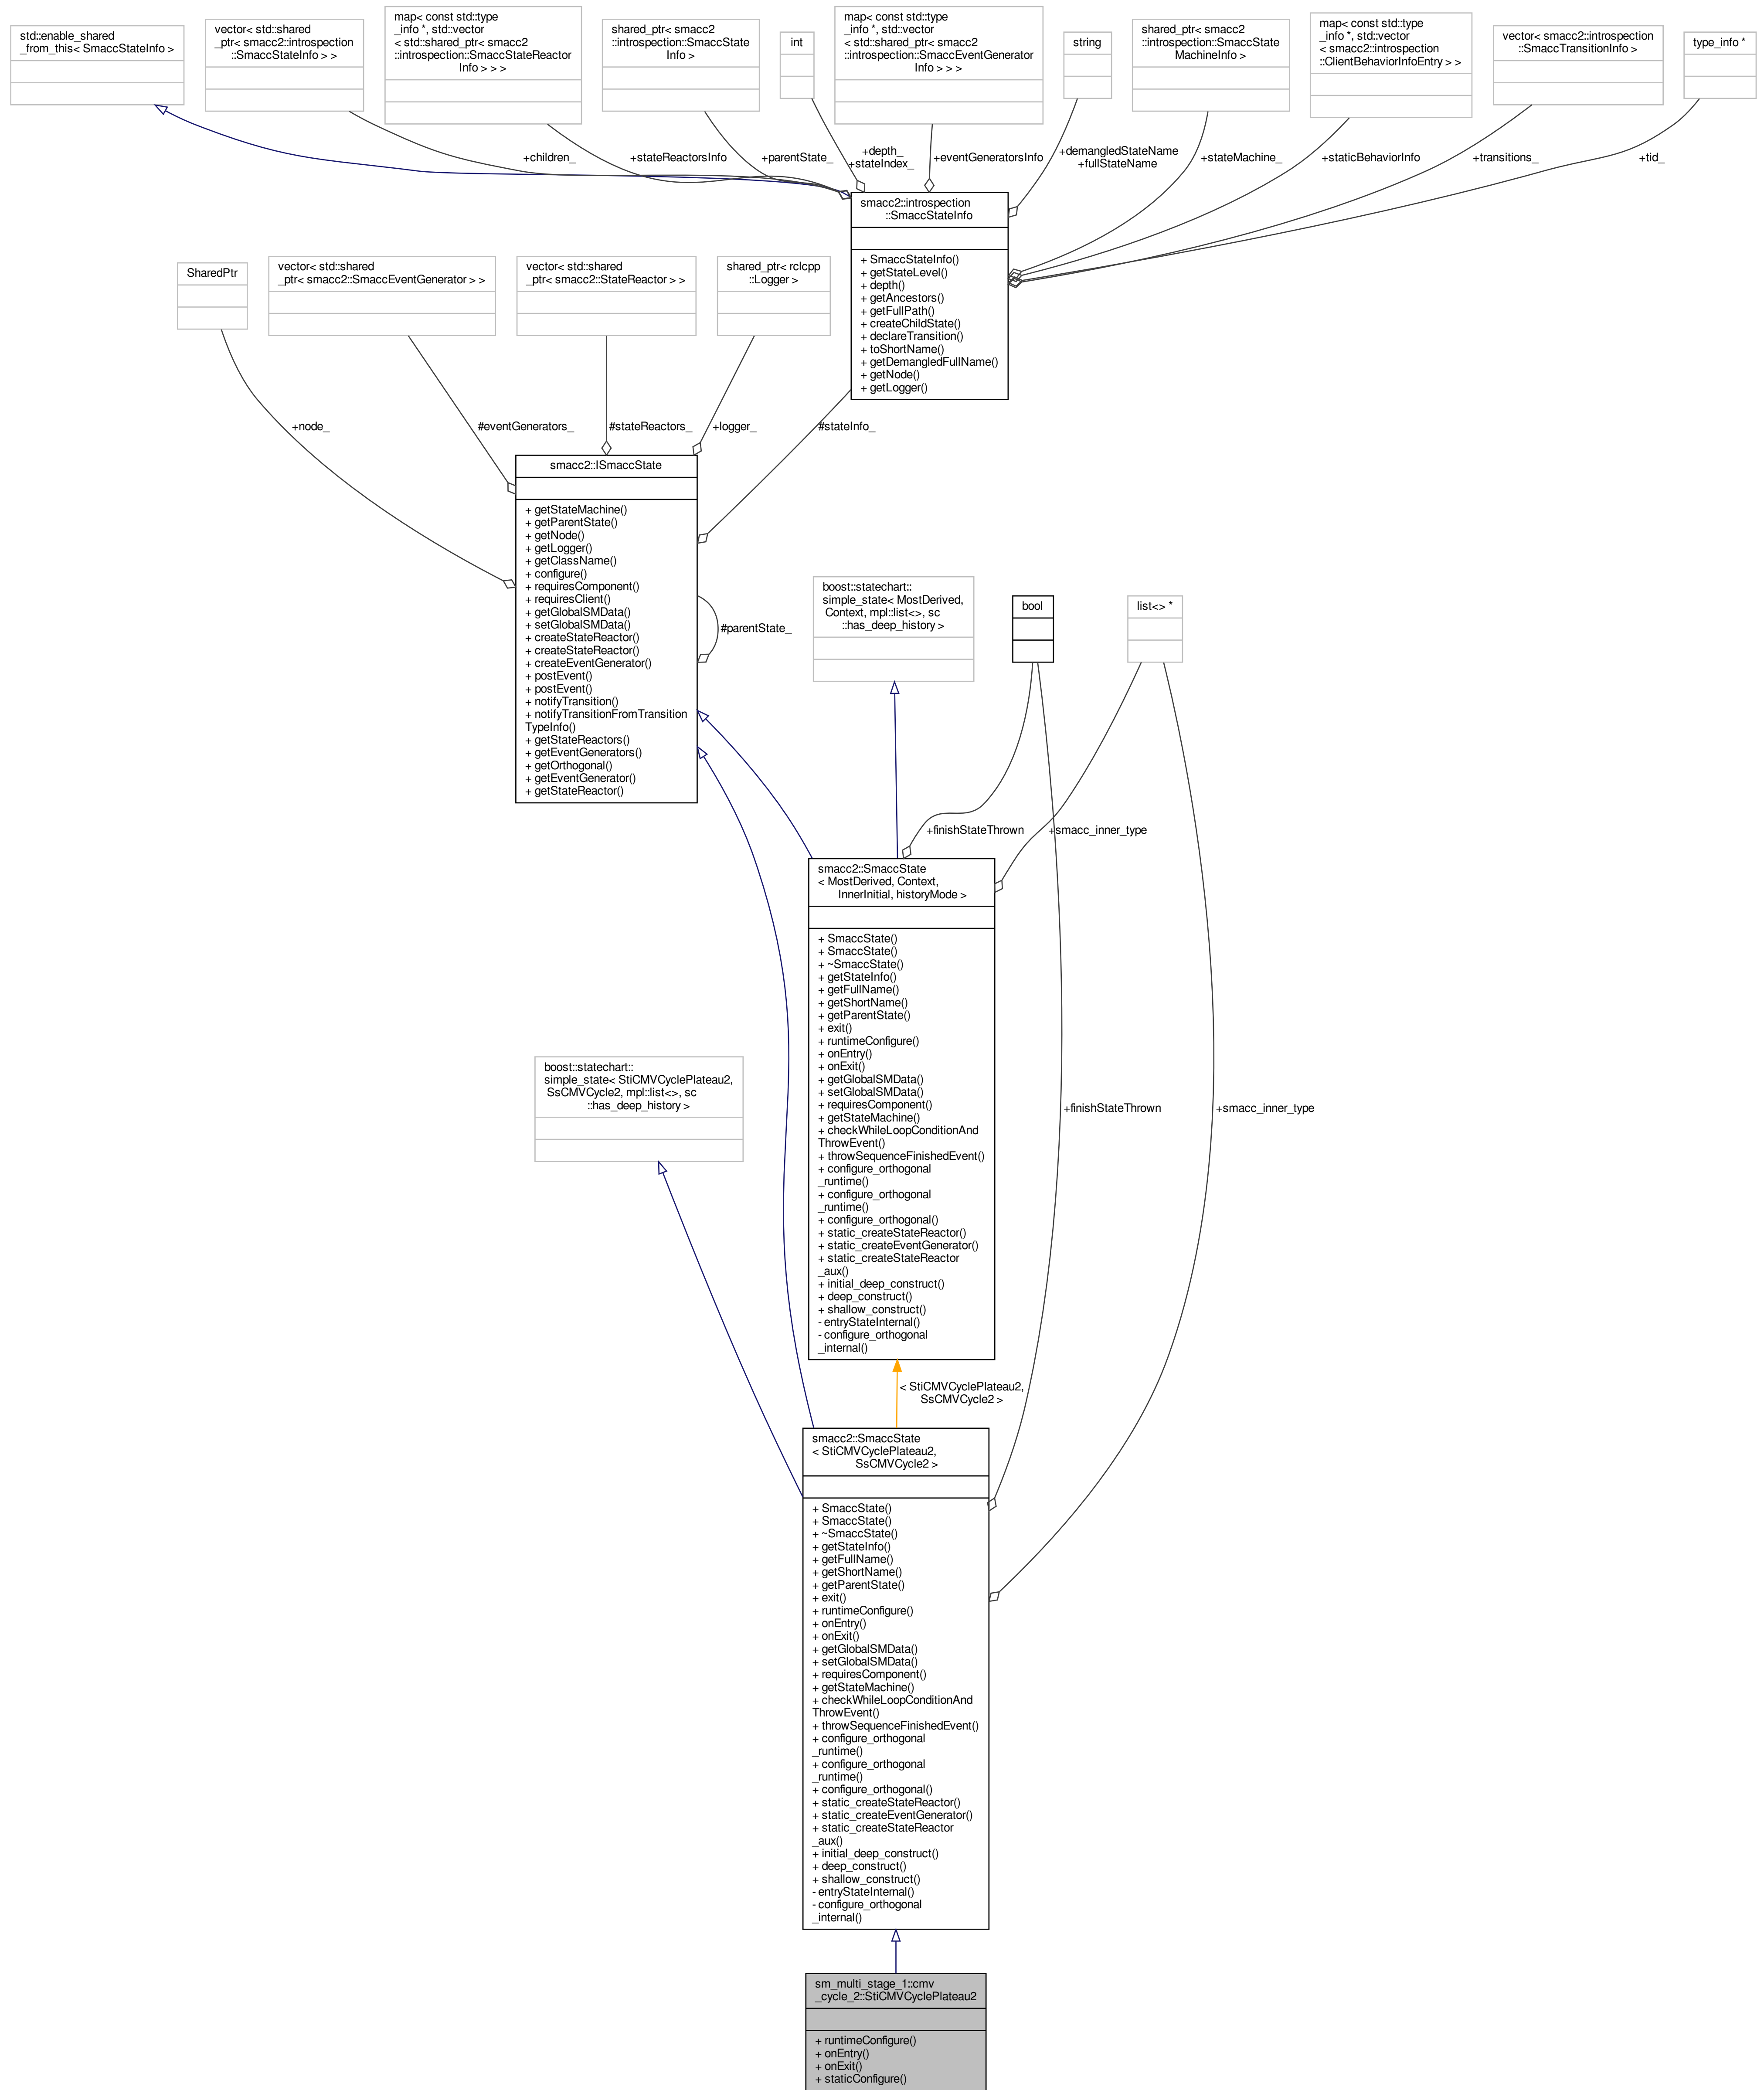 std::enable_shared
_from_this< SmaccStateInfo >
vector< std::shared
_ptr< smacc2::introspection
::SmaccStateInfo > >
map< const std::type
_info *, std::vector
< std::shared_ptr< smacc2
::introspection::SmaccStateReactor
Info > > >
shared_ptr< smacc2
::introspection::SmaccState
Info >
int
map< const std::type
_info *, std::vector
< std::shared_ptr< smacc2
::introspection::SmaccEventGenerator
Info > > >
string
shared_ptr< smacc2
::introspection::SmaccState
MachineInfo >
map< const std::type
_info *, std::vector
< smacc2::introspection
::ClientBehaviorInfoEntry > >
vector< smacc2::introspection
::SmaccTransitionInfo >
type_info *
+children_
+stateReactorsInfo
+parentState_
+depth_
+stateIndex_
+eventGeneratorsInfo
+demangledStateName
+fullStateName
+stateMachine_
+staticBehaviorInfo
+transitions_
+tid_
smacc2::introspection
::SmaccStateInfo
+ SmaccStateInfo()
+ getStateLevel()
+ depth()
+ getAncestors()
+ getFullPath()
+ createChildState()
+ declareTransition()
+ toShortName()
+ getDemangledFullName()
+ getNode()
+ getLogger()
SharedPtr
vector< std::shared
_ptr< smacc2::SmaccEventGenerator > >
vector< std::shared
_ptr< smacc2::StateReactor > >
shared_ptr< rclcpp
::Logger >
+node_
#eventGenerators_
#stateReactors_
+logger_
#stateInfo_
smacc2::ISmaccState
+ getStateMachine()
+ getParentState()
+ getNode()
+ getLogger()
+ getClassName()
+ configure()
+ requiresComponent()
+ requiresClient()
+ getGlobalSMData()
+ setGlobalSMData()
+ createStateReactor()
+ createStateReactor()
+ createEventGenerator()
+ postEvent()
+ postEvent()
+ notifyTransition()
+ notifyTransitionFromTransition
TypeInfo()
+ getStateReactors()
+ getEventGenerators()
+ getOrthogonal()
+ getEventGenerator()
+ getStateReactor()
#parentState_
boost::statechart::
simple_state< MostDerived,
Context, mpl::list<>, sc
::has_deep_history >
bool
list<> *
+finishStateThrown
+smacc_inner_type
smacc2::SmaccState
< MostDerived, Context,
InnerInitial, historyMode >
+ SmaccState()
+ SmaccState()
+ ~SmaccState()
+ getStateInfo()
+ getFullName()
+ getShortName()
+ getParentState()
+ exit()
+ runtimeConfigure()
+ onEntry()
+ onExit()
+ getGlobalSMData()
+ setGlobalSMData()
+ requiresComponent()
+ getStateMachine()
+ checkWhileLoopConditionAnd
ThrowEvent()
+ throwSequenceFinishedEvent()
+ configure_orthogonal
_runtime()
+ configure_orthogonal
_runtime()
+ configure_orthogonal()
+ static_createStateReactor()
+ static_createEventGenerator()
+ static_createStateReactor
_aux()
+ initial_deep_construct()
+ deep_construct()
+ shallow_construct()
- entryStateInternal()
- configure_orthogonal
_internal()
boost::statechart::
simple_state< StiCMVCyclePlateau2,
SsCMVCycle2, mpl::list<>, sc
::has_deep_history >
+finishStateThrown
+smacc_inner_type
< StiCMVCyclePlateau2,
SsCMVCycle2 >
smacc2::SmaccState
< StiCMVCyclePlateau2,
SsCMVCycle2 >
+ SmaccState()
+ SmaccState()
+ ~SmaccState()
+ getStateInfo()
+ getFullName()
+ getShortName()
+ getParentState()
+ exit()
+ runtimeConfigure()
+ onEntry()
+ onExit()
+ getGlobalSMData()
+ setGlobalSMData()
+ requiresComponent()
+ getStateMachine()
+ checkWhileLoopConditionAnd
ThrowEvent()
+ throwSequenceFinishedEvent()
+ configure_orthogonal
_runtime()
+ configure_orthogonal
_runtime()
+ configure_orthogonal()
+ static_createStateReactor()
+ static_createEventGenerator()
+ static_createStateReactor
_aux()
+ initial_deep_construct()
+ deep_construct()
+ shallow_construct()
- entryStateInternal()
- configure_orthogonal
_internal()
sm_multi_stage_1::cmv
_cycle_2::StiCMVCyclePlateau2
+ runtimeConfigure()
+ onEntry()
+ onExit()
+ staticConfigure()